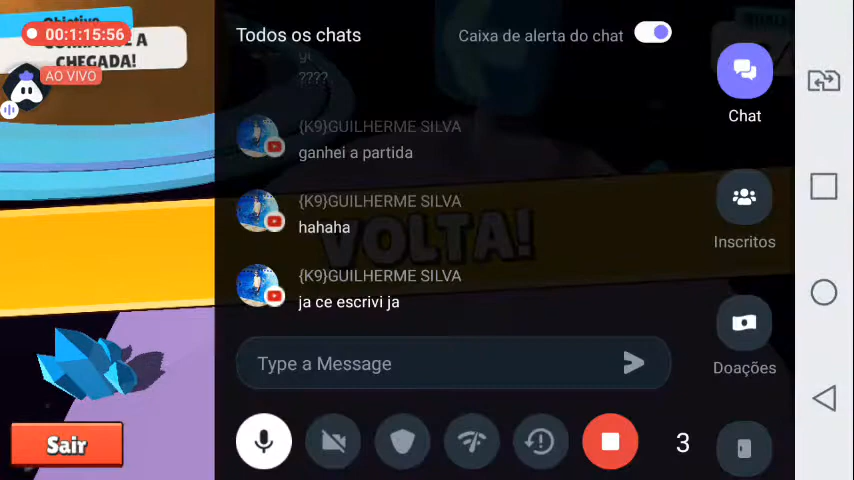 Objetivo
00:1:15:56
CHEGADA!
AO VIVO
Todos os chats
Caixa de alerta do chat
????
{K9}GUILHERME SILVA
ganhei a partida
{K9}GUILHERME SILVA
hahaha
VOLTA!
{K9}GUILHERME SILVA
ja ce escrivi ja
Type a Message
Chat
Inscritos
Doações
Sair
3